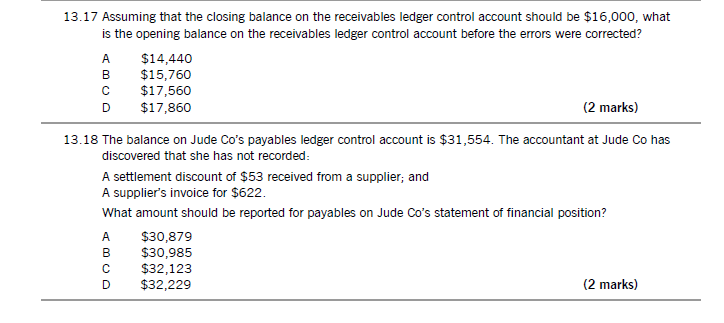 13.17 Assuming that the closing balance on the receivables ledger control account should be $16,000, what
is the opening balance on the receivables ledger control account before the errors were corrected?
A $14,440
B $15,760
C $17,560
D $17,860 (2 marks)
13.18 The balance on Jude Co's payables ledger control account is $31,554. The accountant at Jude Co has
discovered that she has not recorded:
A settlement discount of $53 received from a supplier; and
A supplier's invoice for $622.
What amount should be reported for payables on Jude Co's statement of financial position?
A $30,879
B $30,985
C $32,123
D $32,229 (2 marks)